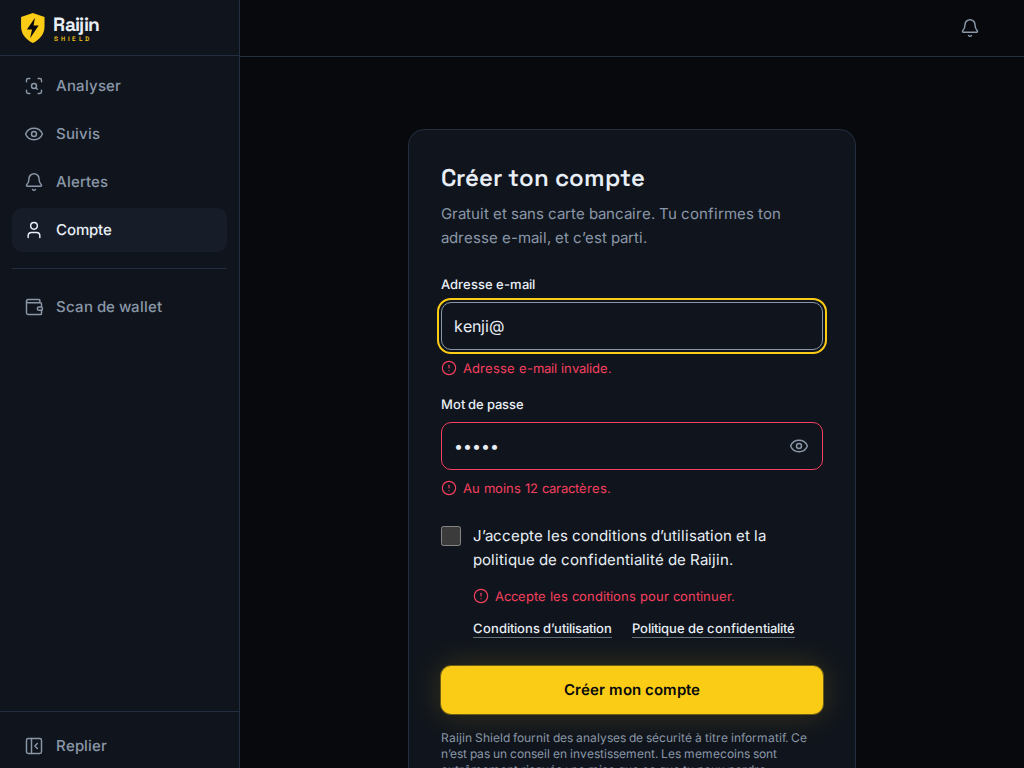 Raijin
SHIELD
Analyser
Suivis
Alertes
Compte
Scan de wallet
Replier
Créer ton compte
Gratuit et sans carte bancaire. Tu confirmes ton
adresse e-mail, et c’est parti.
Adresse e-mail
kenji@
Adresse e-mail invalide.
Mot de passe
•••••
Au moins 12 caractères.
J’accepte les conditions d’utilisation et la
politique de confidentialité de Raijin.
Accepte les conditions pour continuer.
Conditions d’utilisation Politique de confidentialité
Créer mon compte
Raijin Shield fournit des analyses de sécurité à titre informatif. Ce
n’est pas un conseil en investissement. Les memecoins sont